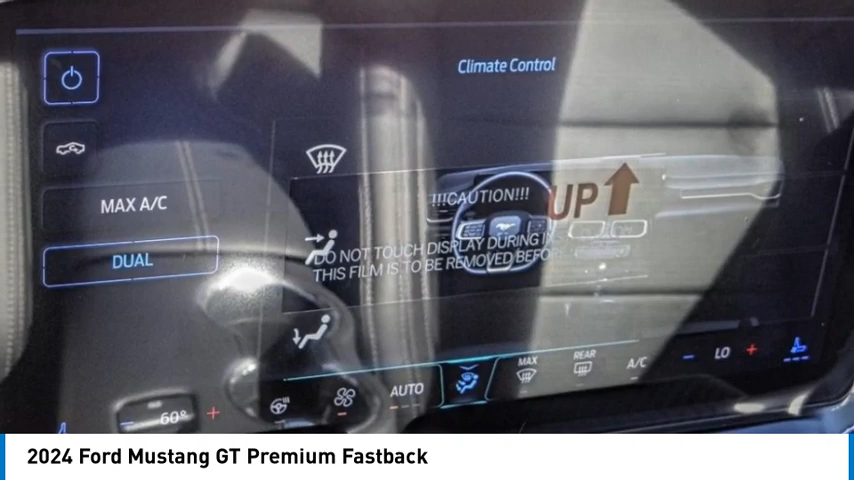 Climate Control
MAX A/C
!!!CAUTION!!!
UP
DUAL
DO NOT TOUCH DISPLAY DURING
THIS FILM IS TO BE REMOVED
MAX
REAR
A/C
LO
AUTO
60°
2024 Ford Mustang GT Premium Fastback